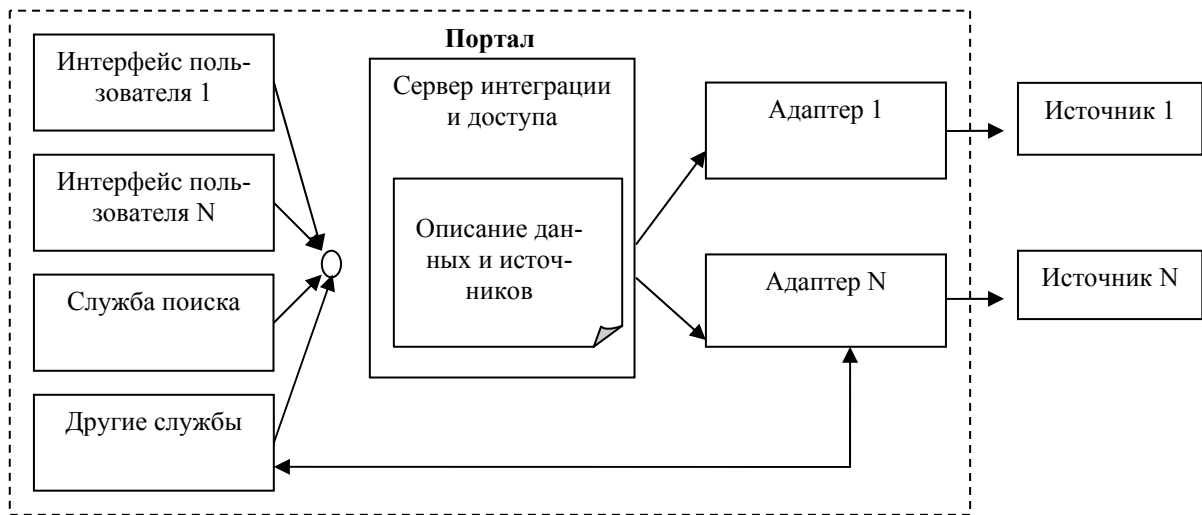 Портал
Интерфейс поль-
зователя 1
Интерфейс поль-
зователя N
Служба поиска
Другие службы
Сервер интеграции
и доступа
Описание дан-
ных и источ-
ников
Адаптер 1
Адаптер N
Источник 1
Источник N